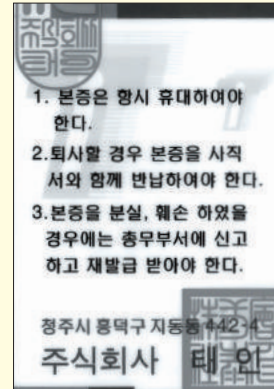 1. 본증은 항시 휴대하여야
한다.
2.퇴사할 경우 본증을 사직
서와 함께 반납하여야 한다.
3.본증을 분실, 훼손 하였을
경우에는 총무부서에 신고
하고 재발급 받아야 한다.
청주시 흥덕구 지동동 442-4
주식회사 태 인